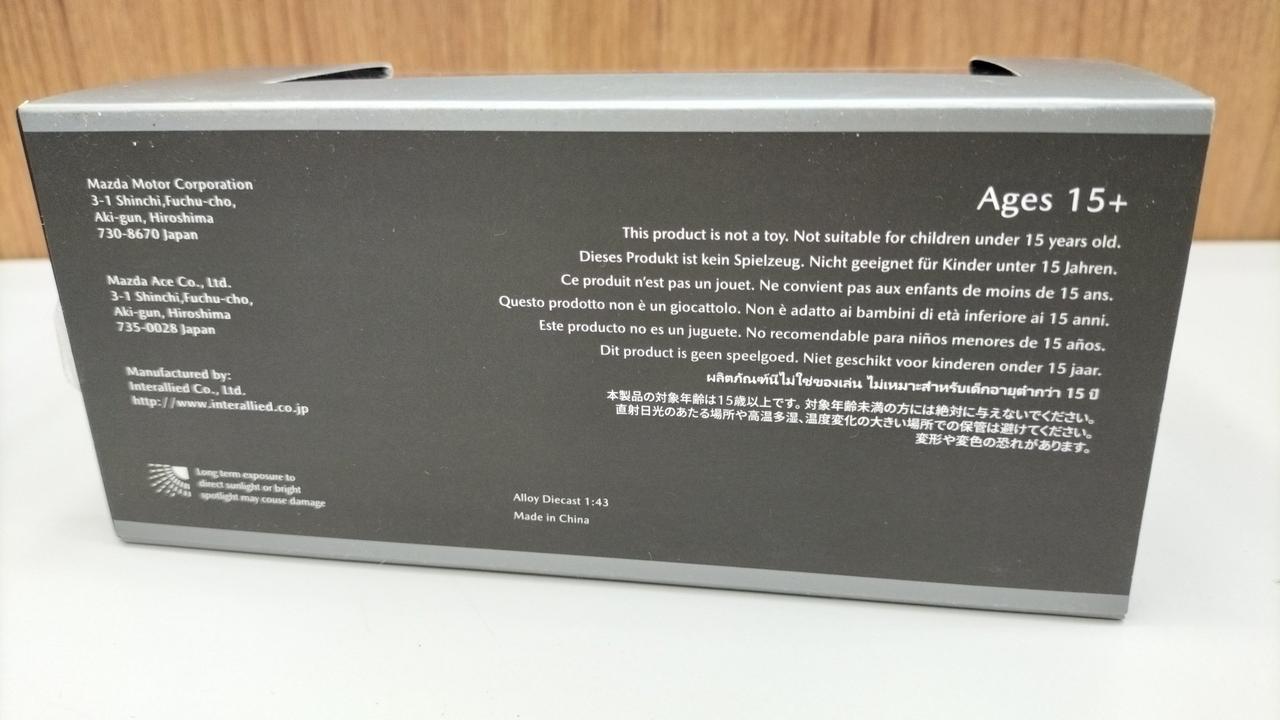 Mazda Motor Corporation
3-1 Shinchi,Fuchu-cho,
Aki-gun, Hiroshima
730-8670 Japan
Mazda Ace Co., Ltd.
3-1 Shinchi,Fuchu-cho,
Aki-gun, Hiroshima
735-0028 Japan
Manufactured by:
Interallied Co., Ltd.
http://www.interallied.co.jp
Long term exposure to
direct sunlight or bright
spotlight may couse damage
Alloy Diecast 1:43
Made in China
Ages 15+
This product is not a toy. Not suitable for children under 15 years old.
Dieses Produkt ist kein Spielzeug. Nicht geeignet für Kinder unter 15 Jahren.
Ce produit n'est pas un jouet. Ne convient pas aux enfants de moins de 15 ans.
Questo prodotto non è un giocattolo. Non è adatto ai bambini di età inferiore ai 15 anni.
Este producto no es un juguete. No recomendable para niños menores de 15 años.
Dit product is geen speelgoed. Niet geschikt voor kinderen onder 15 jaar.
ผลิตภัณฑ์นี้ไม่ใช่ของเล่น ไม่เหมาะสำหรับเด็กอายุต่ำกว่า 15 ปี
本製品の対象年齢は15歳以上です。対象年齢未満の方には絶対に与えないでください。
直射日光のあたる場所や高温多湿、温度変化の大きい場所での保管は避けてください。
変形や変色の恐れがあります。